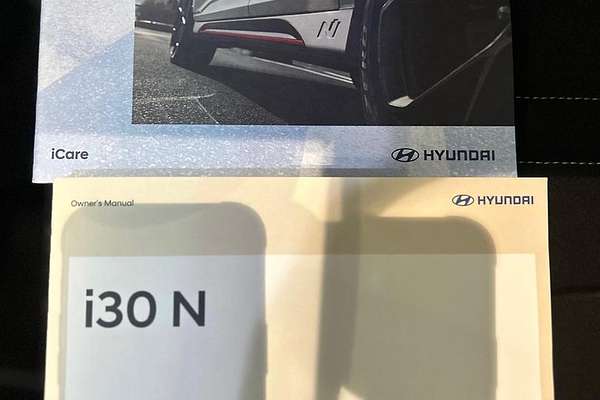 N
iCare
HYUNDAI
Owner's Manual
HYUNDAI
i30 N